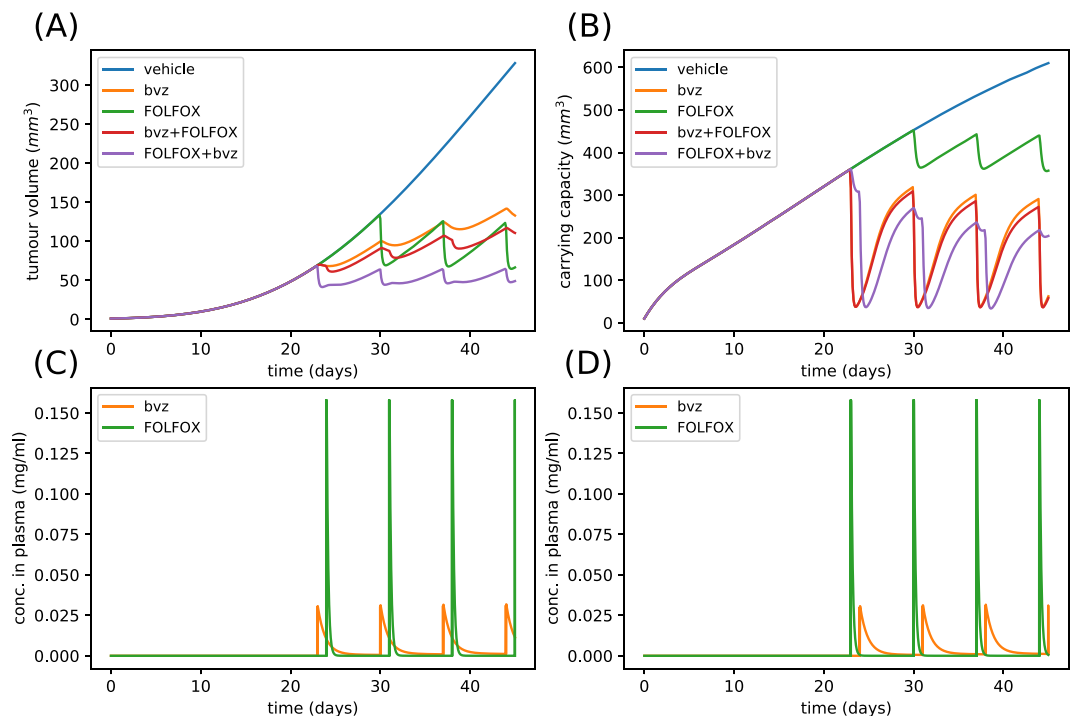 (A)
tumour volume (mm³)
300
250
200
150
100
50
0
vehicle
bvz
FOLFOX
bvz+FOLFOX
FOLFOX+bvz
0
10
20
30
40
time (days)
(B)
carrying capacity (mm³)
600
500
400
300
200
100
0
vehicle
bvz
FOLFOX
bvz+FOLFOX
FOLFOX+bvz
0
10
20
30
40
time (days)
(C)
conc. in plasma (mg/ml)
0.150
0.125
0.100
0.075
0.050
0.025
0.000
bvz
FOLFOX
0
10
20
30
40
time (days)
(D)
conc. in plasma (mg/ml)
0.150
0.125
0.100
0.075
0.050
0.025
0.000
bvz
FOLFOX
0
10
20
30
40
time (days)